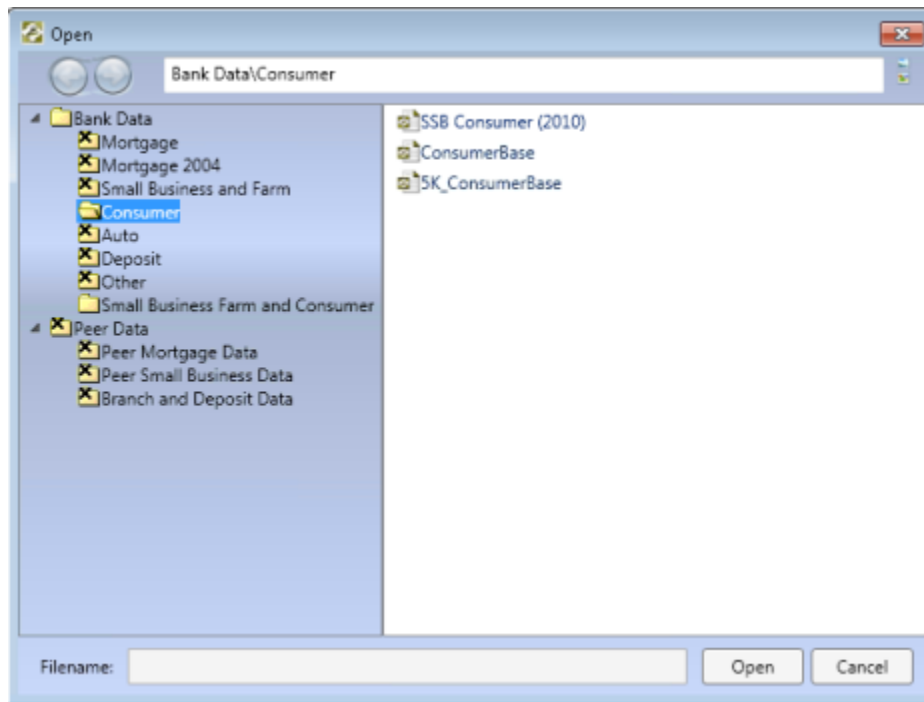 Open
Bank Data\Consumer
Bank Data
Mortgage
Mortgage 2004
Small Business and Farm
Consumer
Auto
Deposit
Other
Small Business Farm and Consumer
Peer Data
Peer Mortgage Data
Peer Small Business Data
Branch and Deposit Data
SSB Consumer (2010)
ConsumerBase
5K_ConsumerBase
Filename:
Open
Cancel